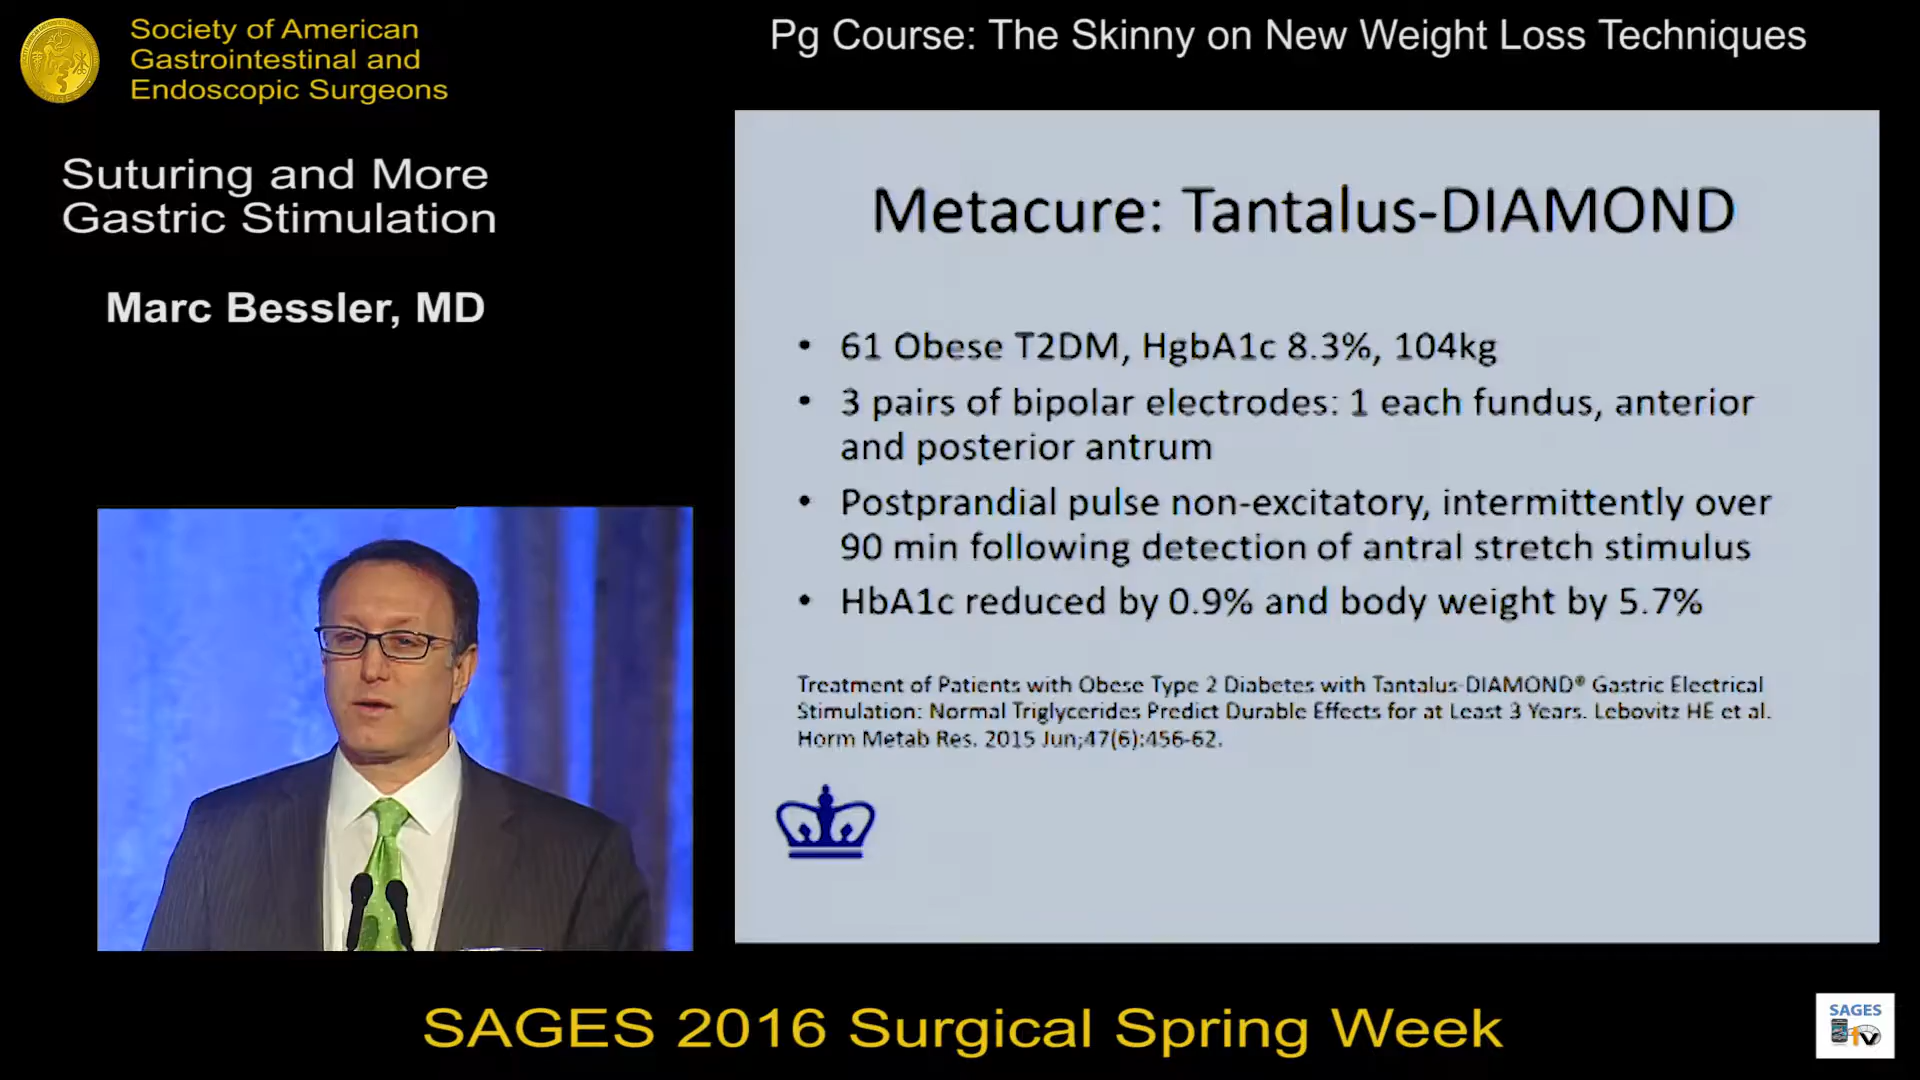 Society of American
Gastrointestinal and
Endoscopic Surgeons
Pg Course: The Skinny on New Weight Loss Techniques
Suturing and More
Gastric Stimulation
Marc Bessler, MD
Metacure: Tantalus-DIAMOND
• 61 Obese T2DM, HgbA1c 8.3%, 104kg
• 3 pairs of bipolar electrodes: 1 each fundus, anterior
and posterior antrum
• Postprandial pulse non-excitatory, intermittently over
90 min following detection of antral stretch stimulus
• HbA1c reduced by 0.9% and body weight by 5.7%
Treatment of Patients with Obese Type 2 Diabetes with Tantalus-DIAMOND® Gastric Electrical
Stimulation: Normal Triglycerides Predict Durable Effects for at Least 3 Years. Lebovitz HE et al.
Horm Metab Res. 2015 Jun;47(6):456-62.
SAGES 2016 Surgical Spring Week
SAGES
TV